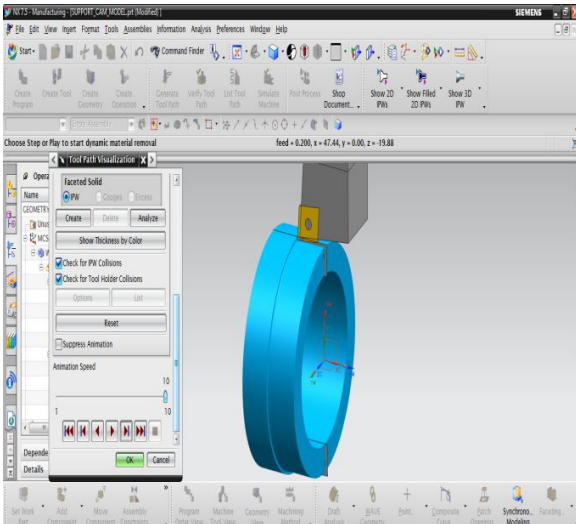 NX 7.5 - Manufacturing - [SUPPORT_CAM_MODEL.prt (Modified) ]
SIEMENS
File Edit View Insert Format Tools Assemblies Information Analysis Preferences Window Help
Start Command Finder
Create Program Create Tool Create Geometry Create Operation Generate Tool Path Verify Tool Path List Tool Path Simulate Machine Post Process Shop Document... Show 2D IPWs Show Filled 2D IPWs Show 3D IPW
Entire Assembly
Choose Step or Play to start dynamic material removal
feed = 0.200, x = 47.44, y = 0.00, z = -19.88
Tool Path Visualization
Opera
Name
GEOMETRY
Unus
MCS
Faceted Solid
IPW Gouges Excess
Create Delete Analyze
Show Thickness by Color
Check for IPW Collisions
Check for Tool Holder Collisions
Options List
Reset
Suppress Animation
Animation Speed
10
1 10
OK Cancel
Depende
Details
Set Work Part Add Component Move Component Assembly Constraints Program Order View Machine Tool View Geometry View Machining Method Draft Analysis WAVE Geometry Point... Composite Curve Patch Openings Synchrono... Modeling Faceting...